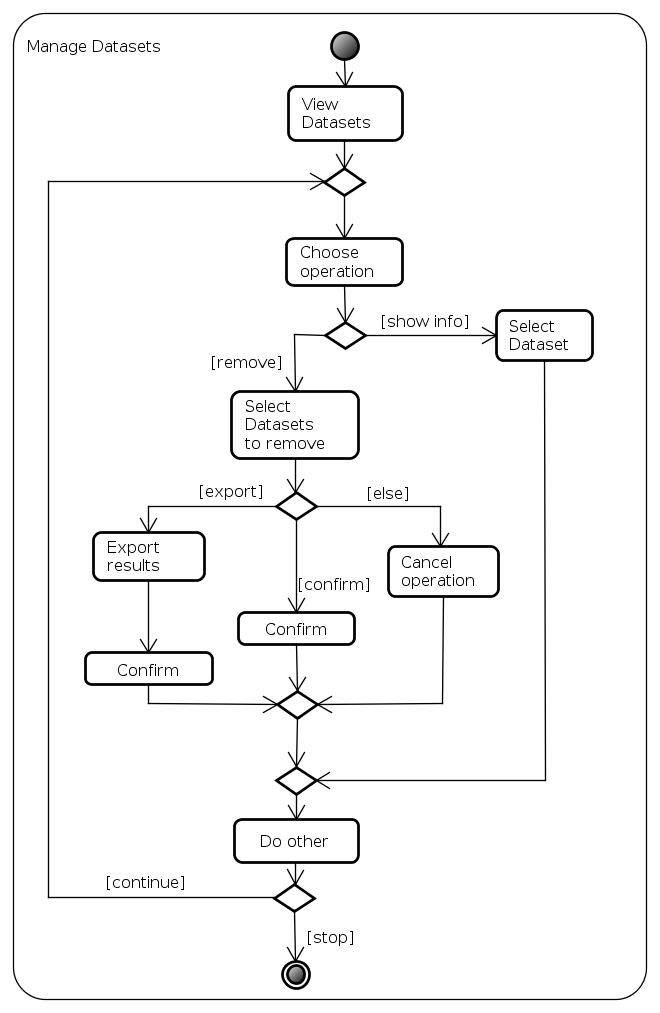 Manage Datasets
View
Datasets
Choose
operation
[show info]
Select
Dataset
[remove]
Select
Datasets
to remove
[export]
[else]
Export
results
Cancel
operation
[confirm]
Confirm
Confirm
Do other
[continue]
[stop]